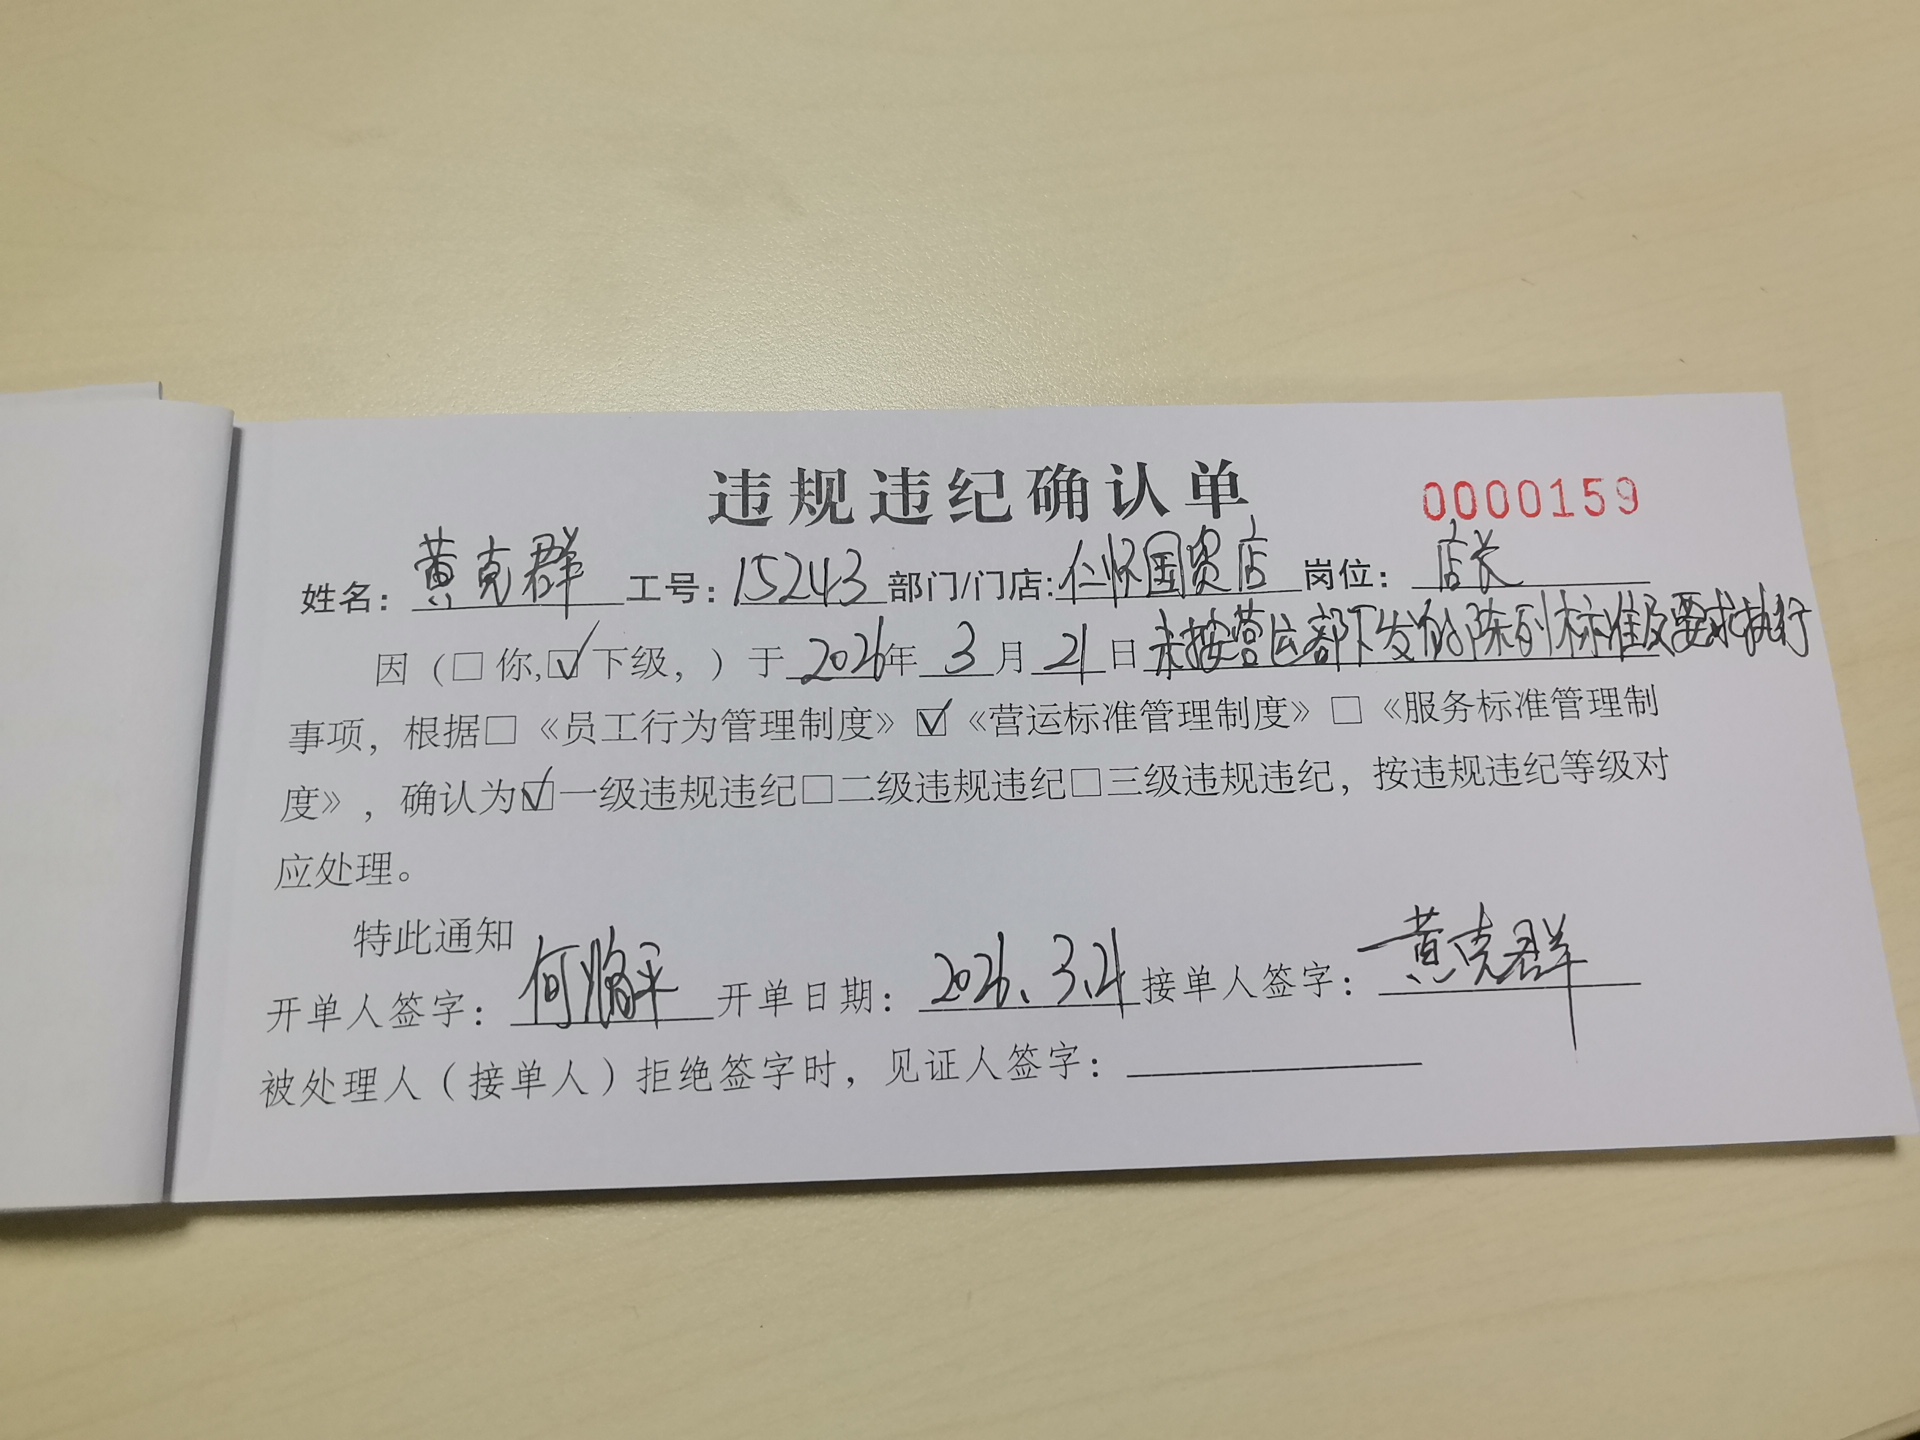 违规违纪确认单 0000159
姓名：黄克群 工号：15243 部门/门店：仁怀国贸店 岗位：店长
因（□你,☑下级，）于2026年3月21日未按营运部下发的陈列标准及要求执行
事项，根据□《员工行为管理制度》☑《营运标准管理制度》□《服务标准管理制
度》，确认为☑一级违规违纪□二级违规违纪□三级违规违纪，按违规违纪等级对
应处理。
特此通知
开单人签字：何 平 开单日期：2026.3.21 接单人签字：黄克群
被处理人（接单人）拒绝签字时，见证人签字：